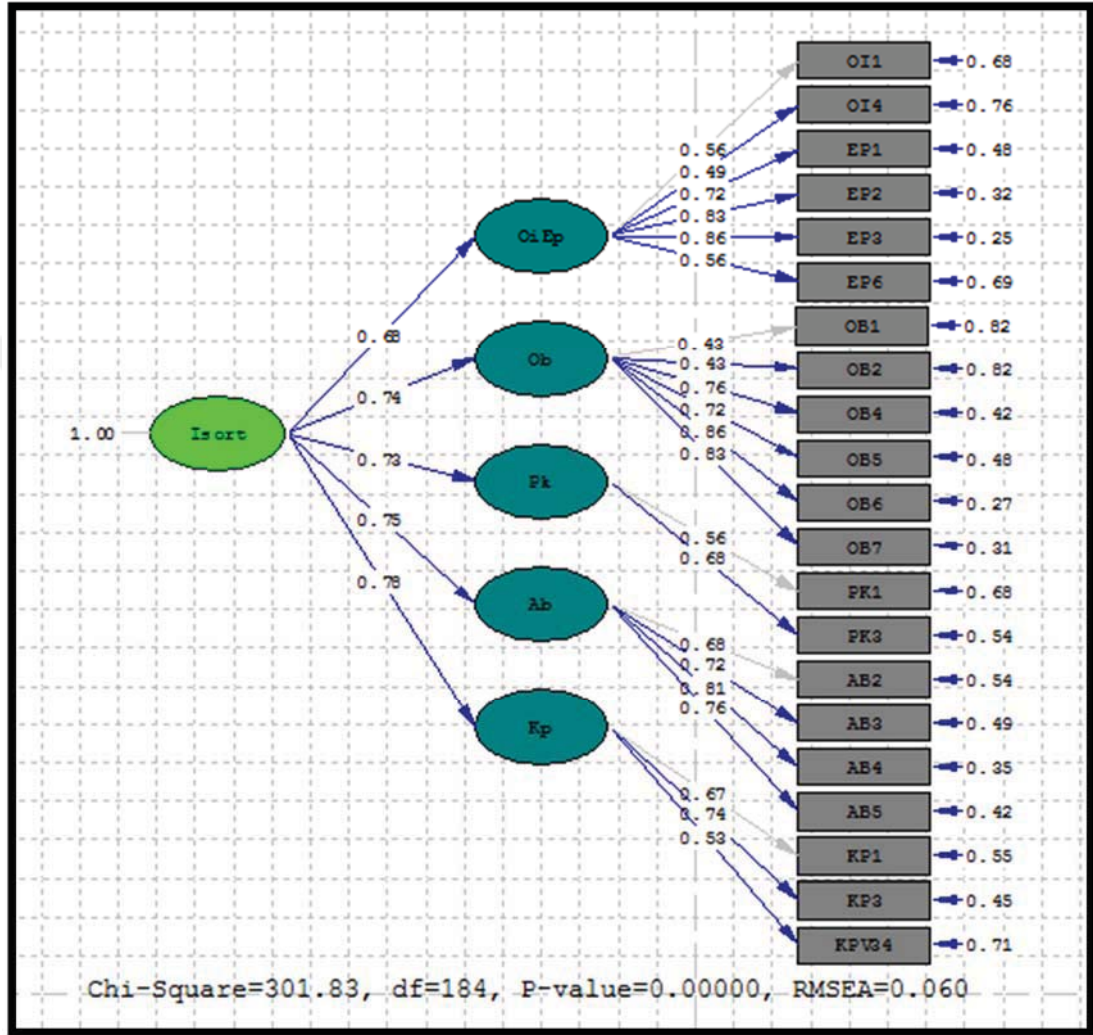 OI1 0.68
OI4 0.76
0.56 EP1 0.48
0.49
0.72 EP2 0.32
0.83
OiEp 0.86 EP3 0.25
0.56 EP6 0.69
OB1 0.82
0.68 0.43
Ob 0.43 OB2 0.82
0.76
0.74 0.72 OB4 0.42
1.00 Isort 0.86
0.83 OB5 0.48
0.73 Pk OB6 0.27
0.75 0.56 OB7 0.31
0.68
0.78 PK1 0.68
Ab PK3 0.54
0.68
0.72 AB2 0.54
0.81
0.76 AB3 0.49
Kp AB4 0.35
0.67 AB5 0.42
0.74
0.53 KP1 0.55
KP3 0.45
KPV34 0.71
Chi-Square=301.83, df=184, P-value=0.00000, RMSEA=0.060